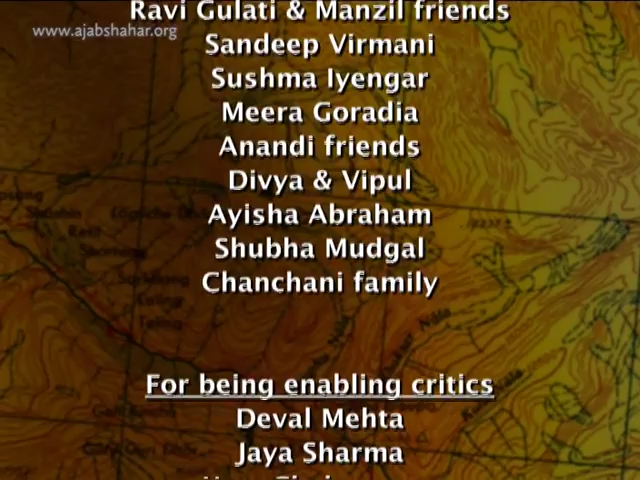 Ravi Gulati & Manzil friends
www.ajabshahar.org
Sandeep Virmani
Sushma Iyengar
Meera Goradia
Anandi friends
Divya & Vipul
Ayisha Abraham
Shubha Mudgal
Chanchani family
For being enabling critics
Deval Mehta
Jaya Sharma